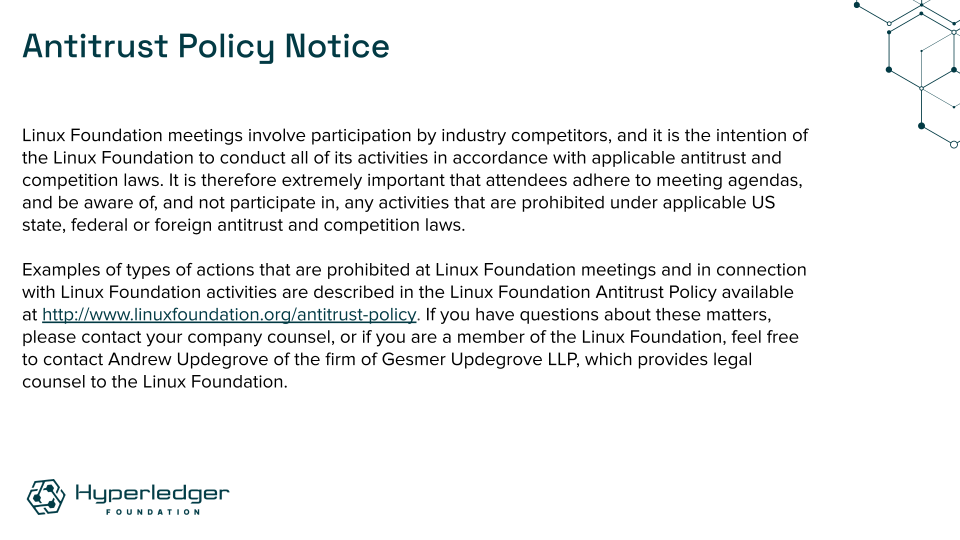 Antitrust Policy Notice
Linux Foundation meetings involve participation by industry competitors, and it is the intention of
the Linux Foundation to conduct all of its activities in accordance with applicable antitrust and
competition laws. It is therefore extremely important that attendees adhere to meeting agendas,
and be aware of, and not participate in, any activities that are prohibited under applicable US
state, federal or foreign antitrust and competition laws.
Examples of types of actions that are prohibited at Linux Foundation meetings and in connection
with Linux Foundation activities are described in the Linux Foundation Antitrust Policy available
at http://www.linuxfoundation.org/antitrust-policy. If you have questions about these matters,
please contact your company counsel, or if you are a member of the Linux Foundation, feel free
to contact Andrew Updegrove of the firm of Gesmer Updegrove LLP, which provides legal
counsel to the Linux Foundation.
Hyperledger
FOUNDATION